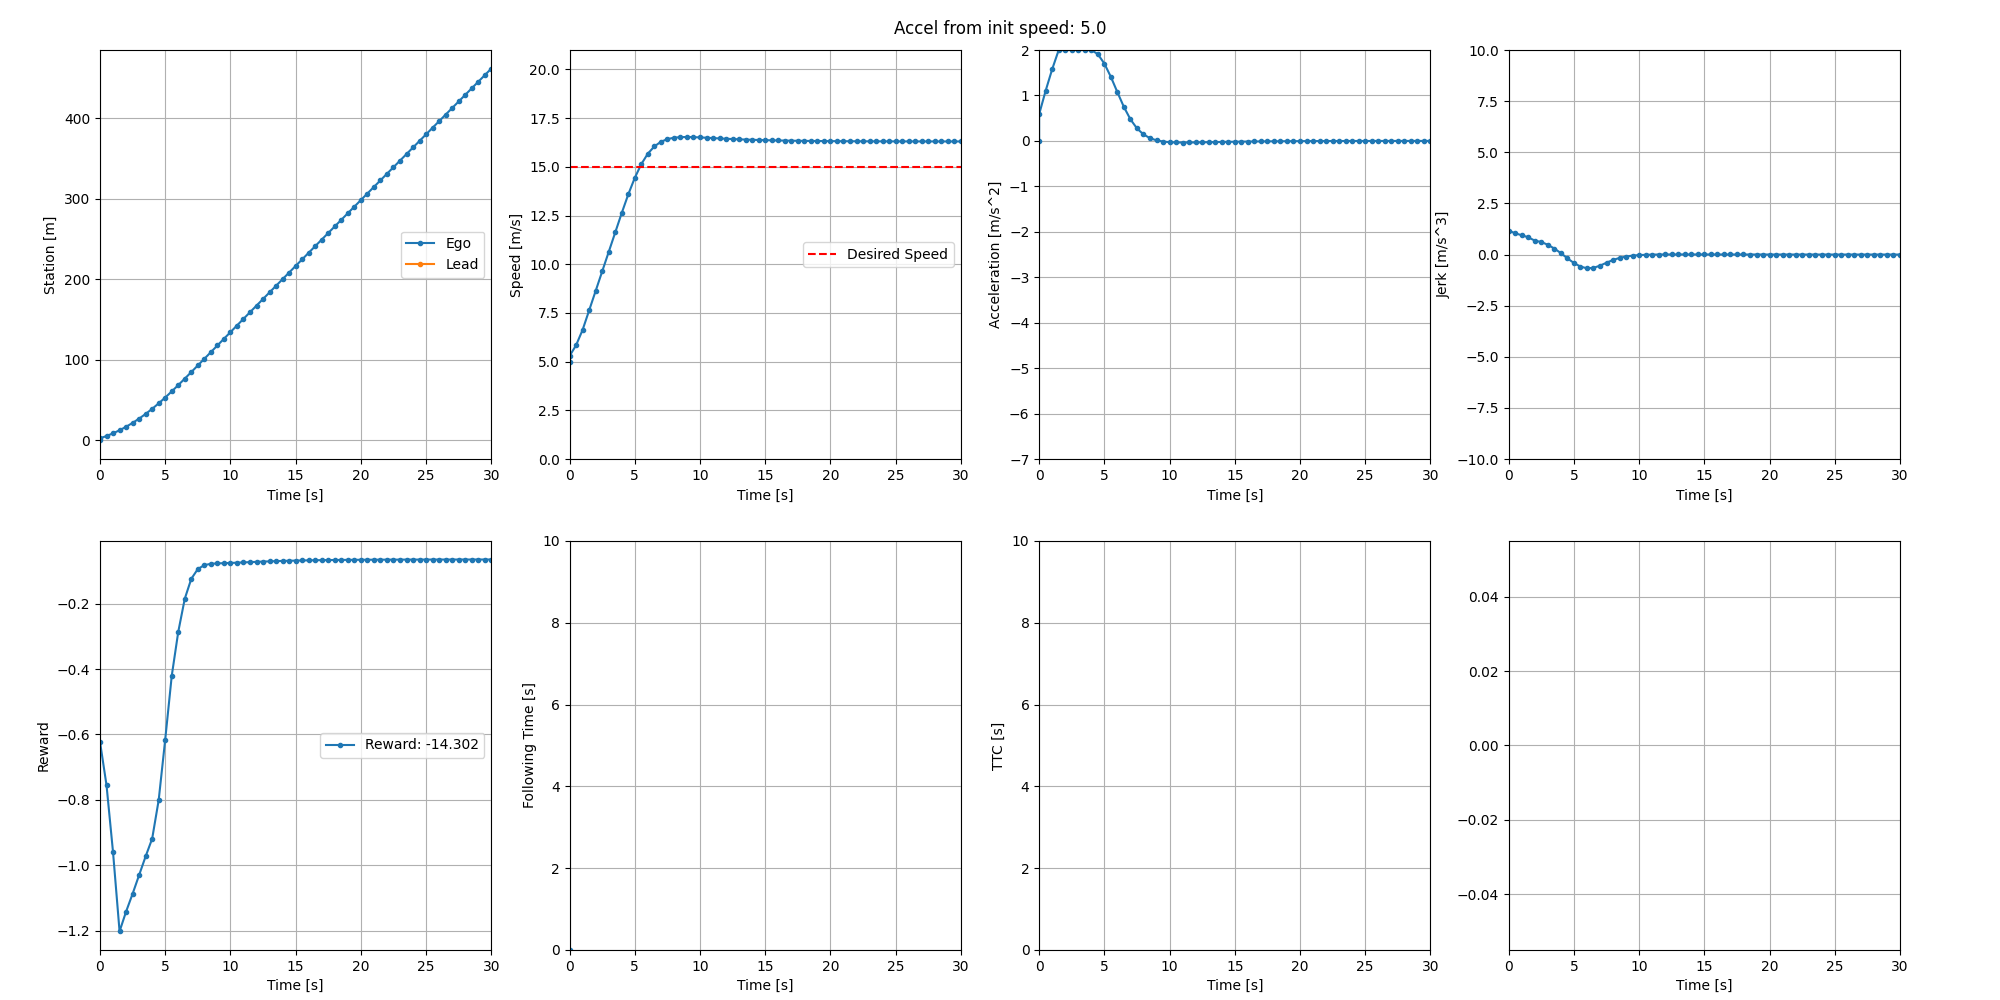 Accel from init speed: 5.0
Station [m]
400
300
200
100
0
Ego
Lead
0 5 10 15 20 25 30
Time [s]
Speed [m/s]
20.0
17.5
15.0
12.5
10.0
7.5
5.0
2.5
0.0
Desired Speed
0 5 10 15 20 25 30
Time [s]
Acceleration [m/s^2]
2
1
0
−1
−2
−3
−4
−5
−6
−7
0 5 10 15 20 25 30
Time [s]
Jerk [m/s^3]
10.0
7.5
5.0
2.5
0.0
−2.5
−5.0
−7.5
−10.0
0 5 10 15 20 25 30
Time [s]
Reward
−0.2
−0.4
−0.6
−0.8
−1.0
−1.2
Reward: -14.302
0 5 10 15 20 25 30
Time [s]
Following Time [s]
10
8
6
4
2
0
0 5 10 15 20 25 30
Time [s]
TTC [s]
10
8
6
4
2
0
0 5 10 15 20 25 30
Time [s]
0.04
0.02
0.00
−0.02
−0.04
0 5 10 15 20 25 30
Time [s]